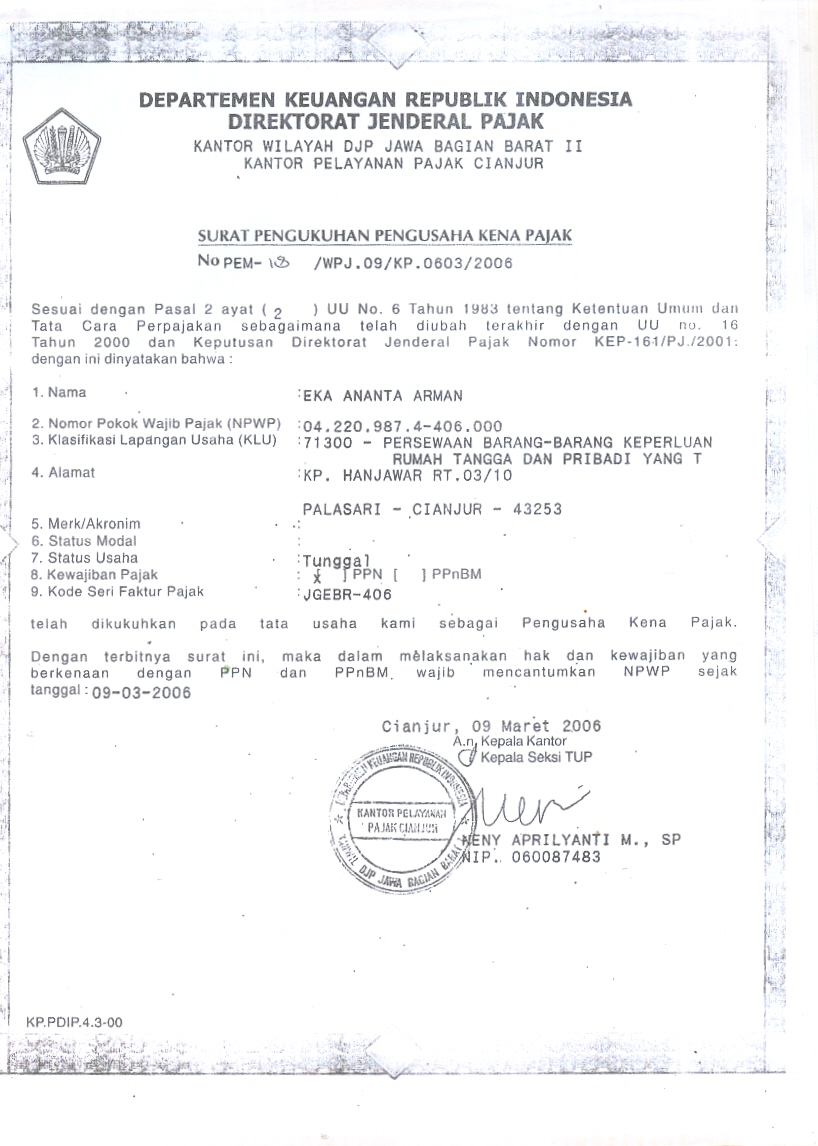 DEPARTEMEN KEUANGAN REPUBLIK INDONESIA
DIREKTORAT JENDERAL PAJAK
KANTOR WILAYAH DJP JAWA BAGIAN BARAT II
KANTOR PELAYANAN PAJAK CIANJUR
SURAT PENGUKUHAN PENGUSAHA KENA PAJAK
No PEM- /WPJ.09/KP.0603/2006
Sesuai dengan Pasal 2 ayat ( 2 ) UU No. 6 Tahun 1983 tentang Ketentuan Umum dan
Tata Cara Perpajakan sebagaimana telah diubah terakhir dengan UU no. 16
Tahun 2000 dan Keputusan Direktorat Jenderal Pajak Nomor KEP-161/PJ./2001:
dengan ini dinyatakan bahwa :
1. Nama :EKA ANANTA ARMAN
2. Nomor Pokok Wajib Pajak (NPWP) :04.220.987.4-406.000
3. Klasifikasi Lapangan Usaha (KLU) :71300 - PERSEWAAN BARANG-BARANG KEPERLUAN
RUMAH TANGGA DAN PRIBADI YANG T
4. Alamat :KP. HANJAWAR RT.03/10
PALASARI - CIANJUR - 43253
5. Merk/Akronim :
6. Status Modal :
7. Status Usaha :Tunggal
8. Kewajiban Pajak : [ X ] PPN [ ] PPnBM
9. Kode Seri Faktur Pajak :JGEBR-406
telah dikukuhkan pada tata usaha kami sebagai Pengusaha Kena Pajak.
Dengan terbitnya surat ini, maka dalam melaksanakan hak dan kewajiban yang
berkenaan dengan PPN dan PPnBM wajib mencantumkan NPWP sejak
tanggal : 09-03-2006
Cianjur, 09 Maret 2006
A.n Kepala Kantor
Kepala Seksi TUP
KEUANGAN REPUBLIK INDONESIA
KANTOR PELAYANAN
PAJAK CIANJUR
KANWIL DJP JAWA BAGIAN BARAT
NENY APRILYANTI M., SP
NIP. 060087483
KP.PDIP.4.3-00